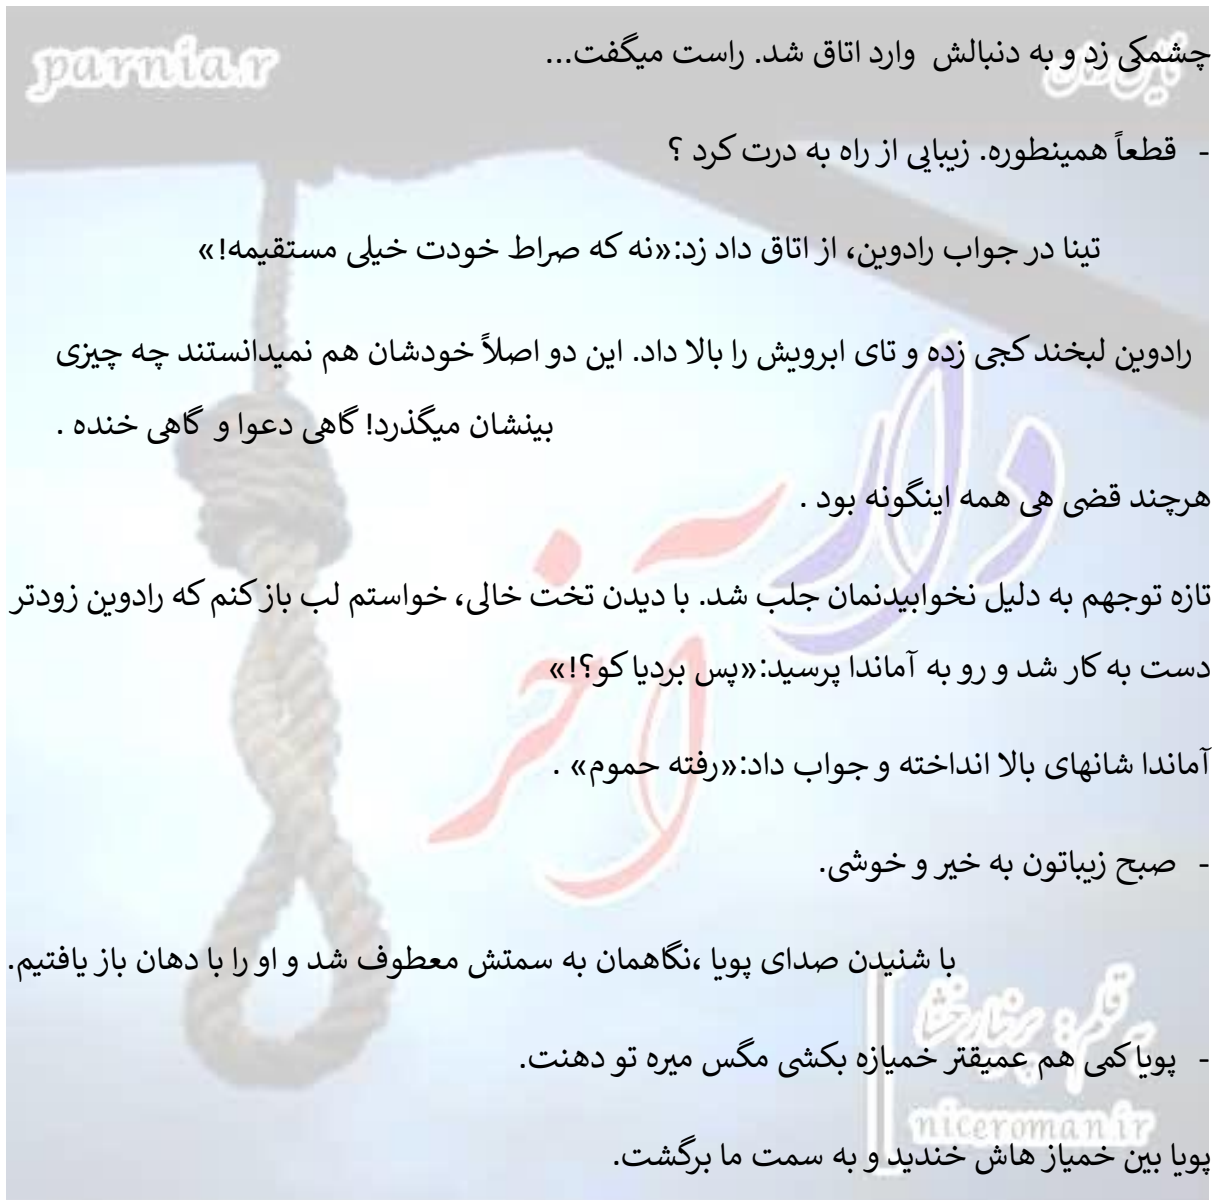 parnia.r
چشمکی زد و به دنبالش وارد اتاق شد. راست میگفت...
- قطعاً همینطوره. زیبایی از راه به درت کرد ؟
تینا در جواب رادوین، از اتاق داد زد:«نه که صراط خودت خیلی مستقیمه!»
رادوین لبخند کجی زده و تای ابرویش را بالا داد. این دو اصلاً خودشان هم نمیدانستند چه چیزی
بینشان میگذرد! گاهی دعوا و گاهی خنده .
هرچند قضی هی همه اینگونه بود .
دار آخر
تازه توجهم به دلیل نخوابیدنمان جلب شد. با دیدن تخت خالی، خواستم لب باز کنم که رادوین زودتر
دست به کار شد و رو به آماندا پرسید:«پس بردیا کو؟!»
آماندا شانهای بالا انداخته و جواب داد:«رفته حموم» .
- صبح زیباتون به خیر و خوشی.
با شنیدن صدای پویا ،نگاهمان به سمتش معطوف شد و او را با دهان باز یافتیم.
- پویا کمی هم عمیقتر خمیازه بکشی مگس میره تو دهنت.
niceroman.ir
پویا بین خمیاز هاش خندید و به سمت ما برگشت.